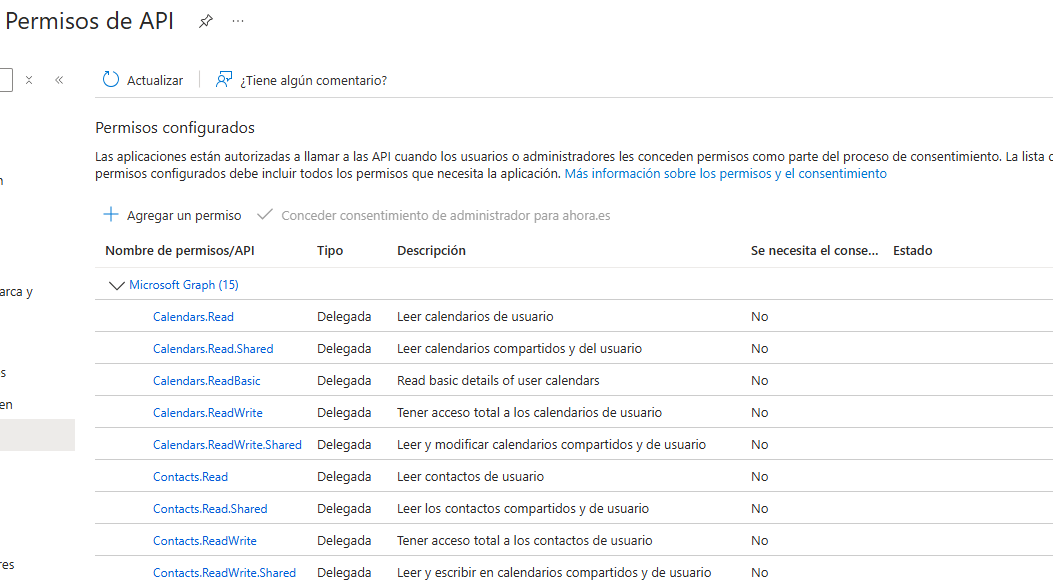 Permisos de API
Actualizar
¿Tiene algún comentario?
Permisos configurados
Las aplicaciones están autorizadas a llamar a las API cuando los usuarios o administradores les conceden permisos como parte del proceso de consentimiento. La lista
permisos configurados debe incluir todos los permisos que necesita la aplicación. Más información sobre los permisos y el consentimiento
Agregar un permiso
Conceder consentimiento de administrador para ahora.es
Nombre de permisos/API Tipo Descripción Se necesita el conse... Estado
Microsoft Graph (15)
Calendars.Read Delegada Leer calendarios de usuario No
Calendars.Read.Shared Delegada Leer calendarios compartidos y del usuario No
Calendars.ReadBasic Delegada Read basic details of user calendars No
Calendars.ReadWrite Delegada Tener acceso total a los calendarios de usuario No
Calendars.ReadWrite.Shared Delegada Leer y modificar calendarios compartidos y de usuario No
Contacts.Read Delegada Leer contactos de usuario No
Contacts.Read.Shared Delegada Leer los contactos compartidos y de usuario No
Contacts.ReadWrite Delegada Tener acceso total a los contactos de usuario No
Contacts.ReadWrite.Shared Delegada Leer y escribir en calendarios compartidos y de usuario No